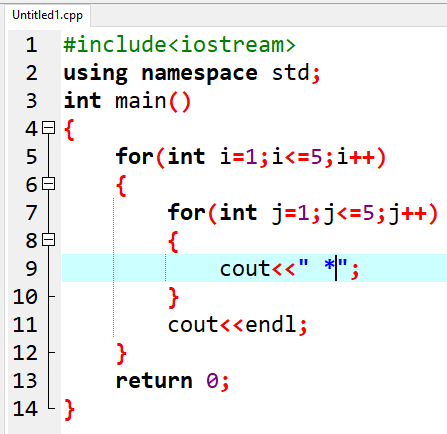 Untitled1.cpp
1 #include<iostream>
2 using namespace std;
3 int main()
4 {
5     for(int i=1;i<=5;i++)
6     {
7         for(int j=1;j<=5;j++)
8         {
9             cout<<" *";
10         }
11         cout<<endl;
12     }
13     return 0;
14 }